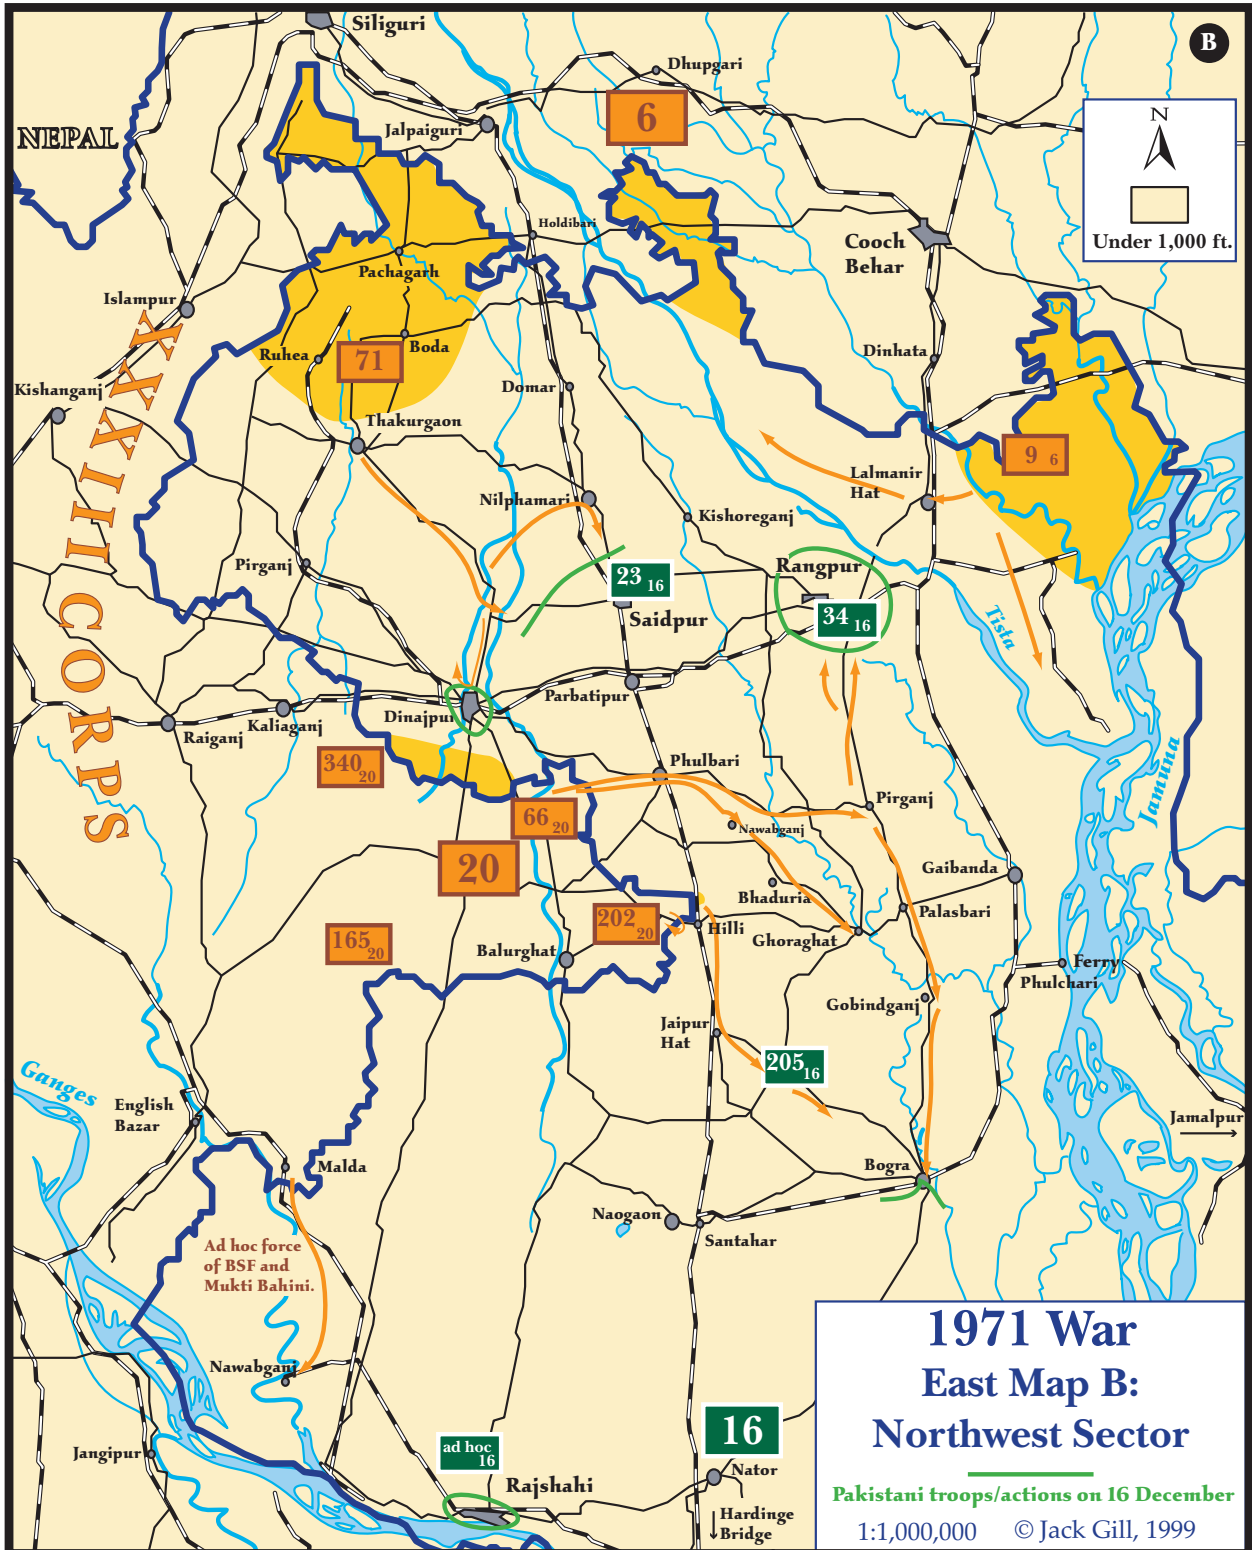 Siliguri
B
Dhupgari
6
N
NEPAL
Jalpaiguri
Under 1,000 ft.
Holdibari
Cooch
Behar
Pachagarh
Islampur
Ruhea
71
Boda
Dinhata
Kishanganj
Domar
Thakurgaon
9 6
XXXIII CORPS
Lalmanir
Hat
Nilphamari
Kishoreganj
Pirganj
23 16
Rangpur
34 16
Saidpur
Tista
Dinajpur
Parbatipur
Kaliaganj
Raiganj
340 20
Phulbari
Jamuna
66 20
Pirganj
Nawabganj
20
Gaibanda
Bhaduria
Palasbari
202 20
Hilli
Ghoraghat
165 20
Balurghat
Ferry
Phulchari
Gobindganj
Jaipur
Hat
205 16
Ganges
English
Bazar
Jamalpur
Malda
Bogra
Naogaon
Santahar
Ad hoc force
of BSF and
Mukti Bahini.
Nawabganj
Jangipur
ad hoc
16
16
Rajshahi
Nator
Hardinge
Bridge
1971 War
East Map B:
Northwest Sector
Pakistani troops/actions on 16 December
1:1,000,000 © Jack Gill, 1999